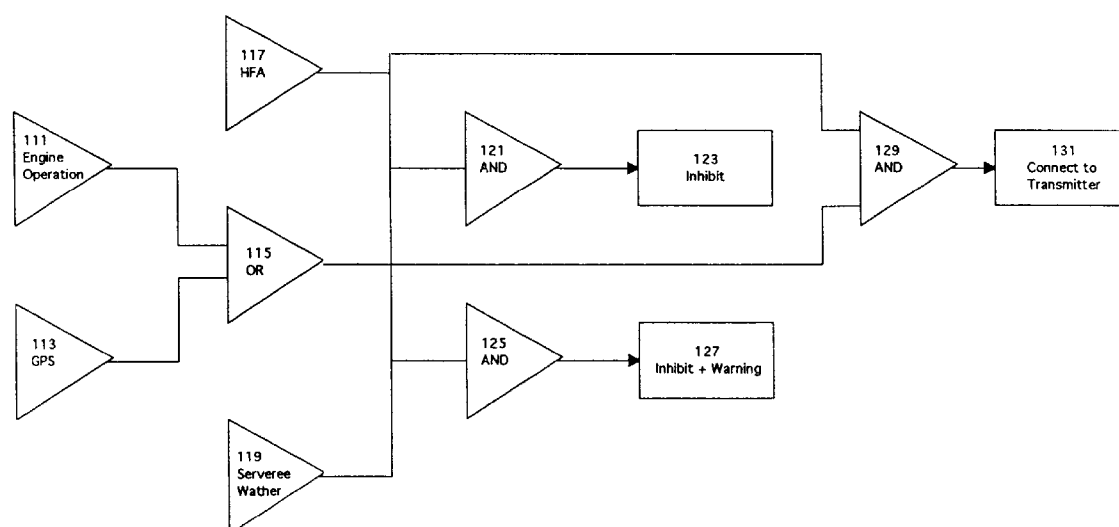 117
HFA
111
Engine
Operation
121
AND
123
Inhibit
129
AND
131
Connect to
Transmitter
115
OR
113
GPS
125
AND
127
Inhibit + Warning
119
Serveree
Wather